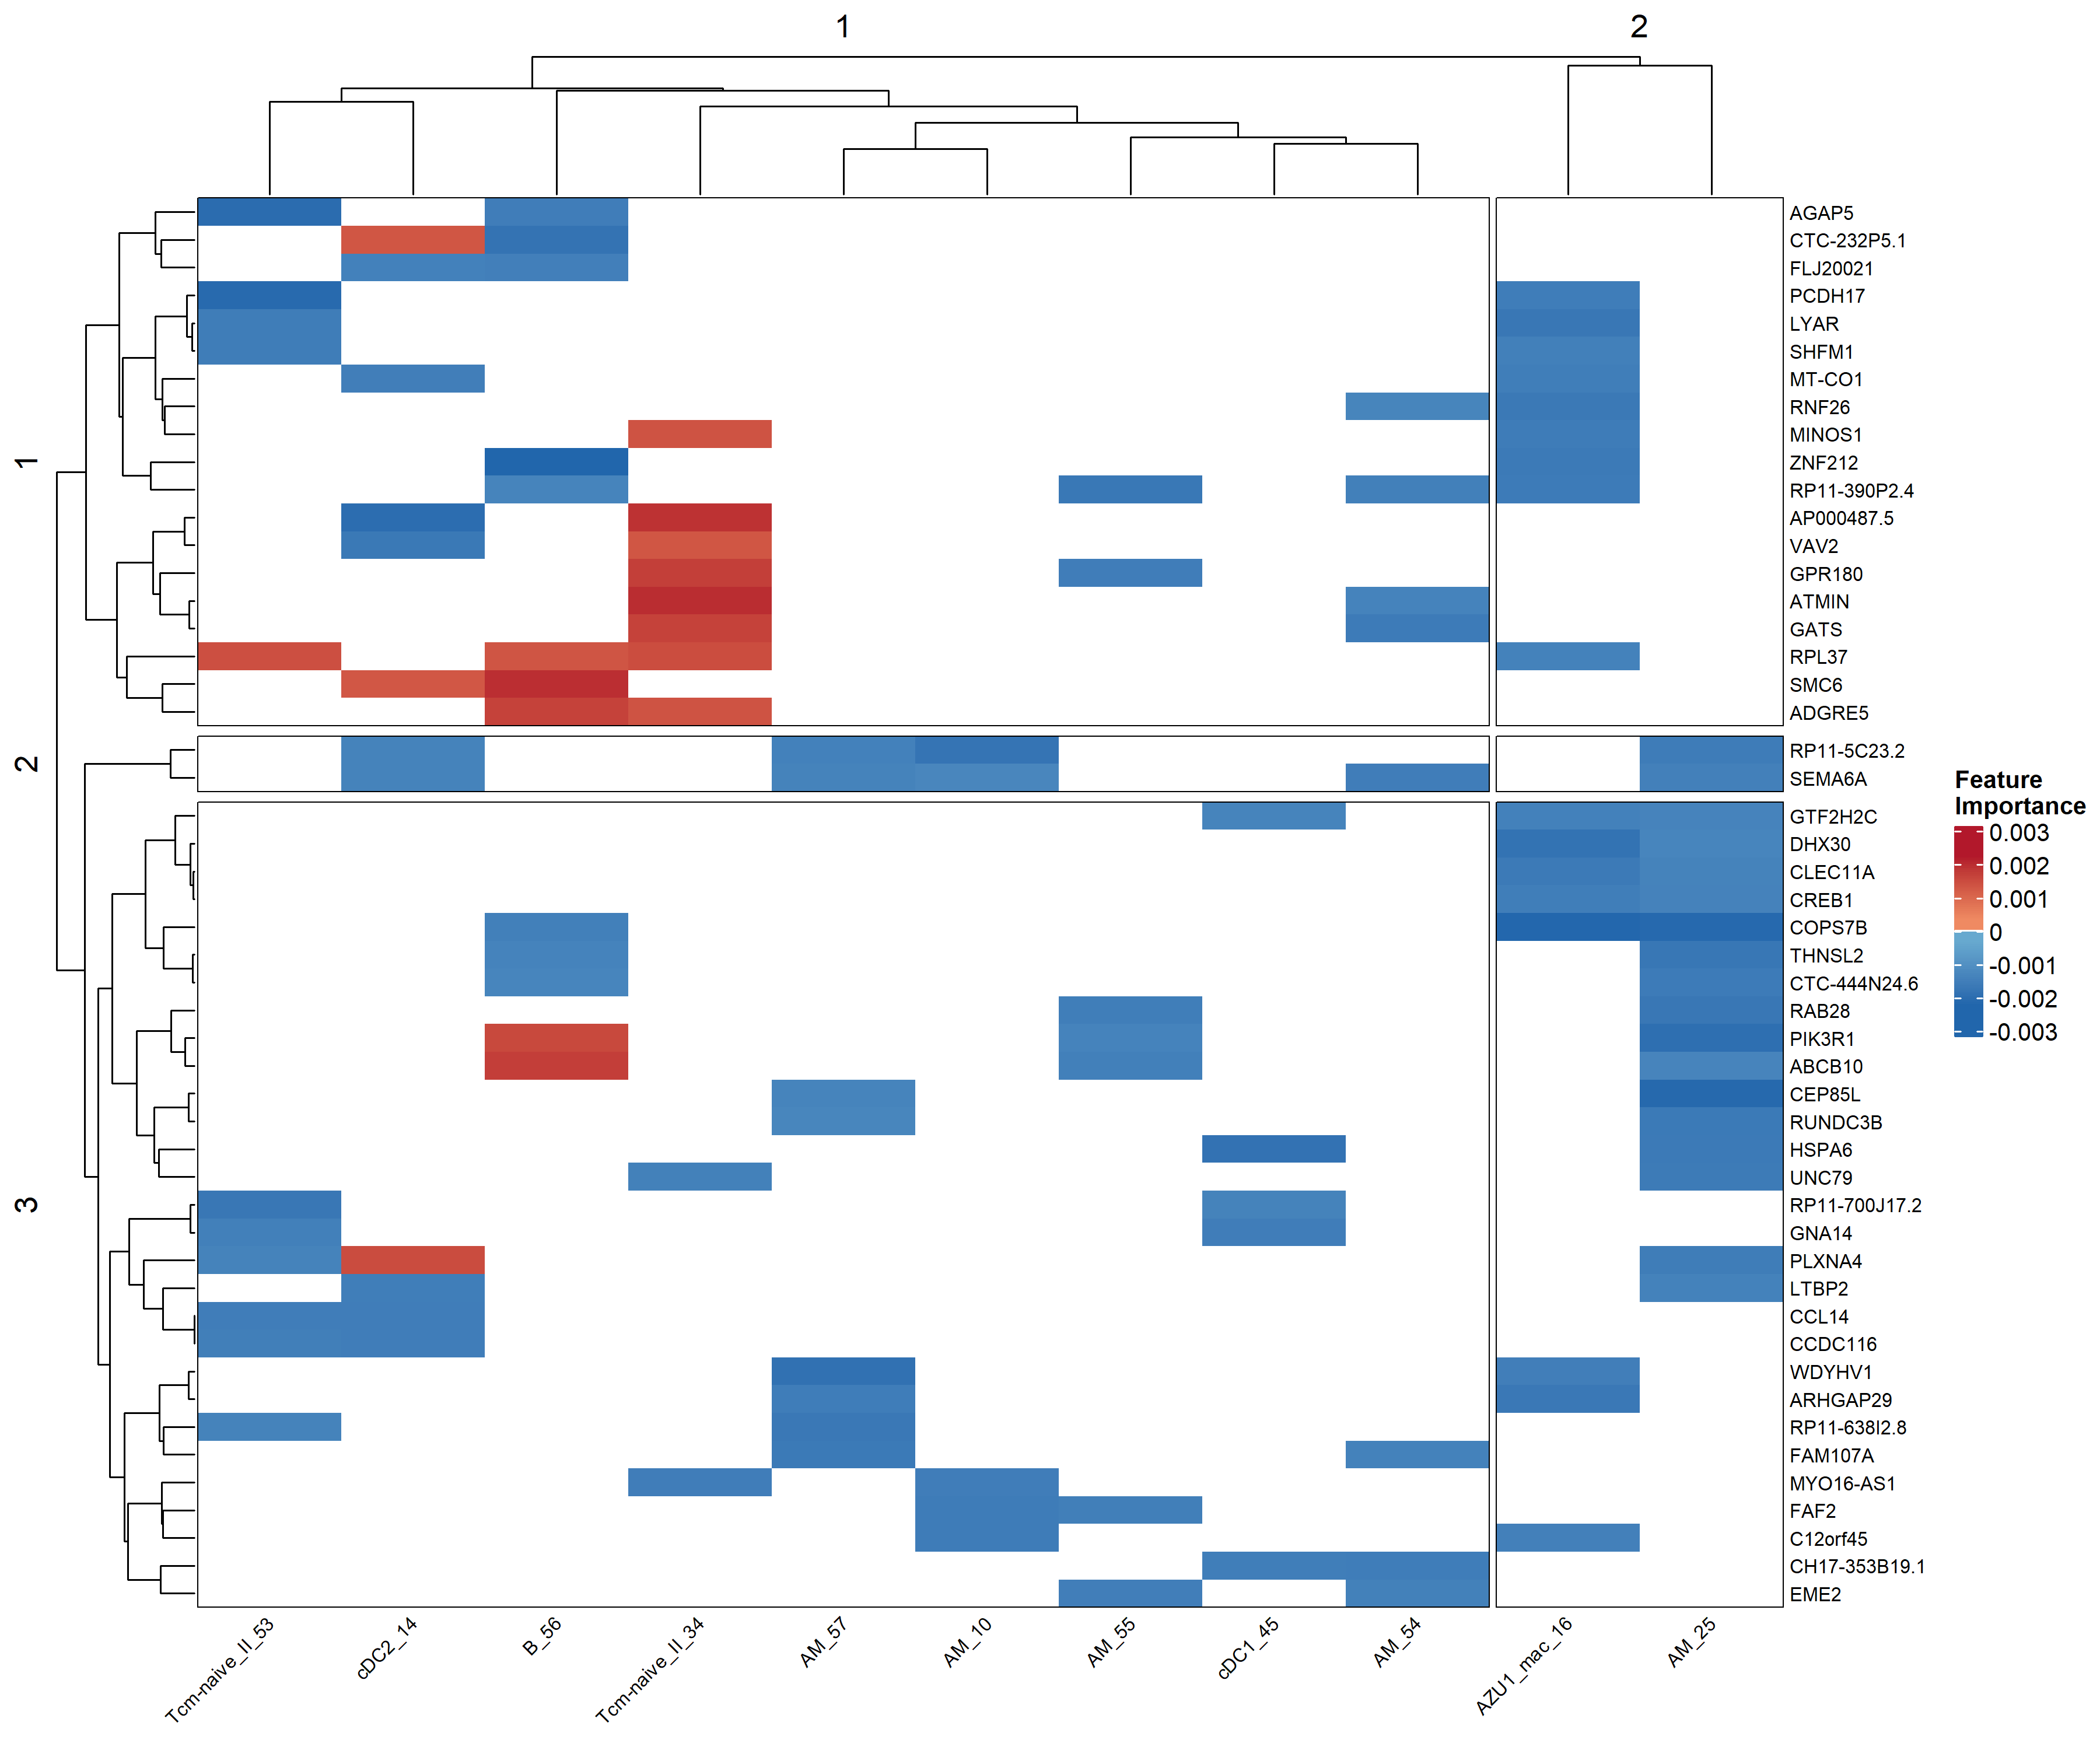 1
2
1
2
3
AGAP5
CTC-232P5.1
FLJ20021
PCDH17
LYAR
SHFM1
MT-CO1
RNF26
MINOS1
ZNF212
RP11-390P2.4
AP000487.5
VAV2
GPR180
ATMIN
GATS
RPL37
SMC6
ADGRE5
RP11-5C23.2
SEMA6A
GTF2H2C
DHX30
CLEC11A
CREB1
COPS7B
THNSL2
CTC-444N24.6
RAB28
PIK3R1
ABCB10
CEP85L
RUNDC3B
HSPA6
UNC79
RP11-700J17.2
GNA14
PLXNA4
LTBP2
CCL14
CCDC116
WDYHV1
ARHGAP29
RP11-638I2.8
FAM107A
MYO16-AS1
FAF2
C12orf45
CH17-353B19.1
EME2
Feature
Importance
0.003
0.002
0.001
0
-0.001
-0.002
-0.003
Tcm-naive_II_53
cDC2_14
B_56
Tcm-naive_II_34
AM_57
AM_10
AM_55
cDC1_45
AM_54
AZU1_mac_16
AM_25